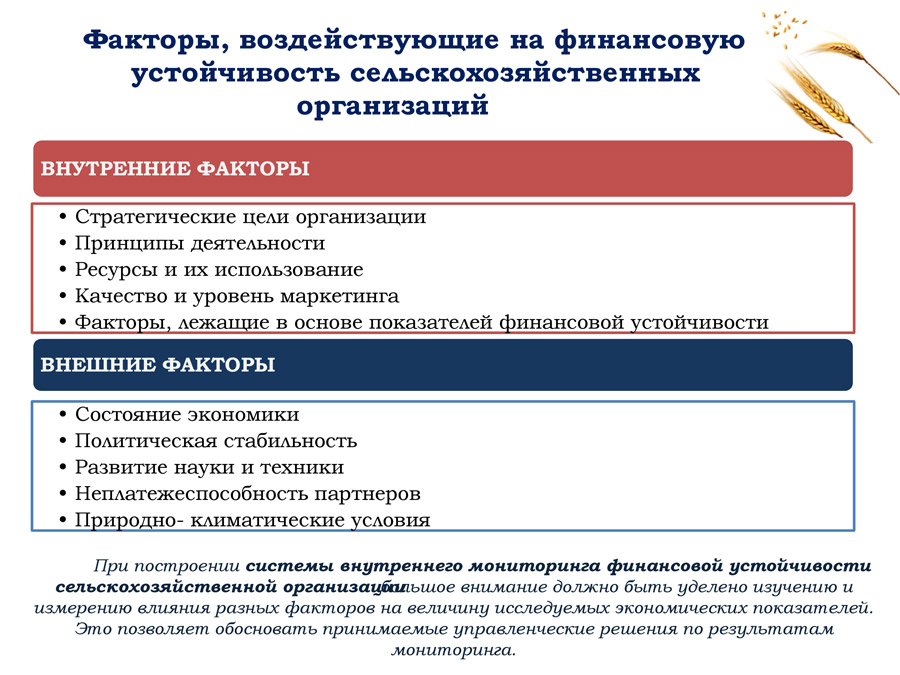 Факторы, воздействующие на финансовую
устойчивость сельскохозяйственных
организаций
ВНУТРЕННИЕ ФАКТОРЫ
• Стратегические цели организации
• Принципы деятельности
• Ресурсы и их использование
• Качество и уровень маркетинга
• Факторы, лежащие в основе показателей финансовой устойчивости
ВНЕШНИЕ ФАКТОРЫ
• Состояние экономики
• Политическая стабильность
• Развитие науки и техники
• Неплатежеспособность партнеров
• Природно- климатические условия
При построении системы внутреннего мониторинга финансовой устойчивости
сельскохозяйственной организации большое внимание должно быть уделено изучению и
измерению влияния разных факторов на величину исследуемых экономических показателей.
Это позволяет обосновать принимаемые управленческие решения по результатам
мониторинга.